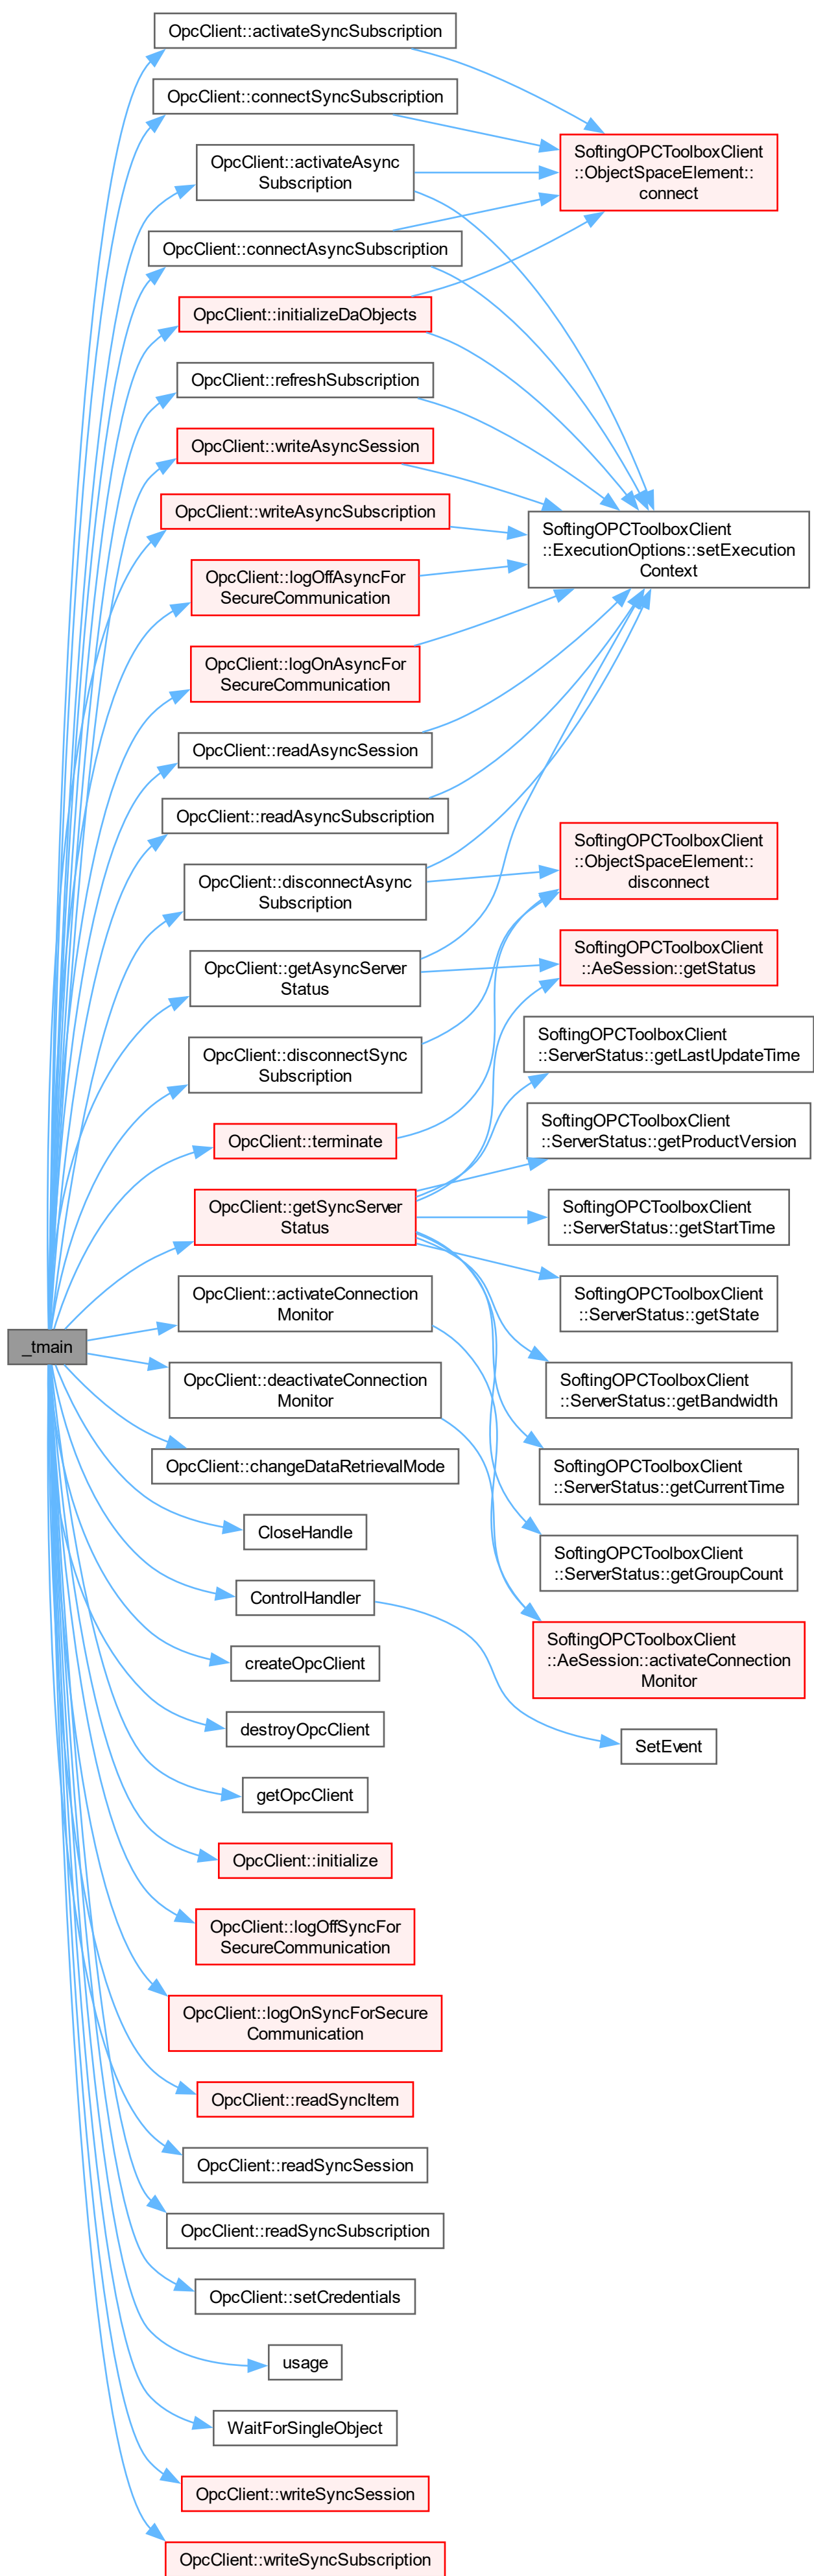 _tmain
OpcClient::activateSyncSubscription
OpcClient::connectSyncSubscription
OpcClient::activateAsync
Subscription
OpcClient::connectAsyncSubscription
OpcClient::initializeDaObjects
OpcClient::refreshSubscription
OpcClient::writeAsyncSession
OpcClient::writeAsyncSubscription
OpcClient::logOffAsyncFor
SecureCommunication
OpcClient::logOnAsyncFor
SecureCommunication
OpcClient::readAsyncSession
OpcClient::readAsyncSubscription
OpcClient::disconnectAsync
Subscription
OpcClient::getAsyncServer
Status
OpcClient::disconnectSync
Subscription
OpcClient::terminate
OpcClient::getSyncServer
Status
OpcClient::activateConnection
Monitor
OpcClient::deactivateConnection
Monitor
OpcClient::changeDataRetrievalMode
CloseHandle
ControlHandler
createOpcClient
destroyOpcClient
getOpcClient
OpcClient::initialize
OpcClient::logOffSyncFor
SecureCommunication
OpcClient::logOnSyncForSecure
Communication
OpcClient::readSyncItem
OpcClient::readSyncSession
OpcClient::readSyncSubscription
OpcClient::setCredentials
usage
WaitForSingleObject
OpcClient::writeSyncSession
OpcClient::writeSyncSubscription
SoftingOPCToolboxClient
::ObjectSpaceElement::
connect
SoftingOPCToolboxClient
::ExecutionOptions::setExecution
Context
SoftingOPCToolboxClient
::ObjectSpaceElement::
disconnect
SoftingOPCToolboxClient
::AeSession::getStatus
SoftingOPCToolboxClient
::ServerStatus::getLastUpdateTime
SoftingOPCToolboxClient
::ServerStatus::getProductVersion
SoftingOPCToolboxClient
::ServerStatus::getStartTime
SoftingOPCToolboxClient
::ServerStatus::getState
SoftingOPCToolboxClient
::ServerStatus::getBandwidth
SoftingOPCToolboxClient
::ServerStatus::getCurrentTime
SoftingOPCToolboxClient
::ServerStatus::getGroupCount
SoftingOPCToolboxClient
::AeSession::activateConnection
Monitor
SetEvent